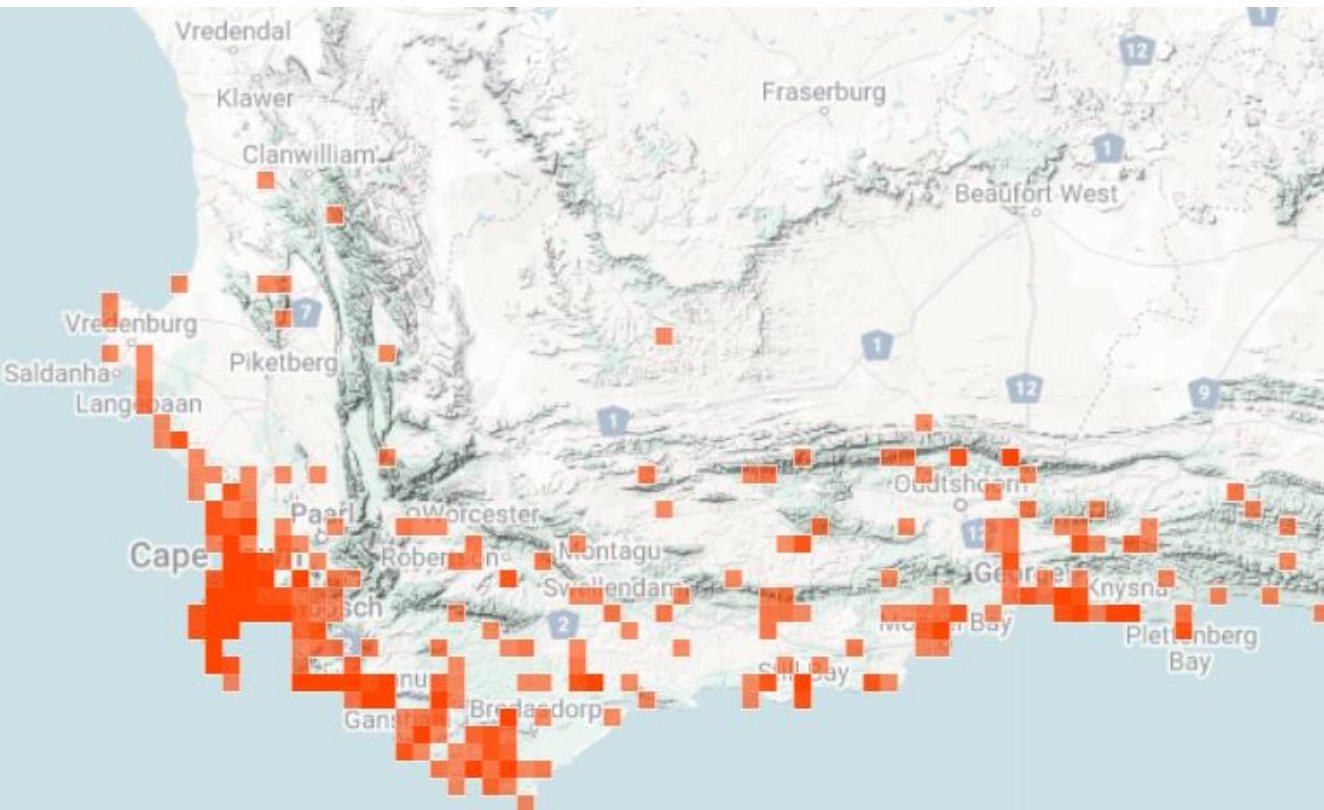 1
Vredendal
12
Klawer
Fraserburg
Clanwilliam
1
Beaufort West
7
Vredenburg
1
Piketberg
Saldanha
12
9
Langebaan
1
Oudtshoorn
Paarl
Worcester
Cape
Robertson
Montagu
George
Knysna
Swellendam
2
Mossel Bay
Plettenberg
Bay
Still Bay
Bredasdorp